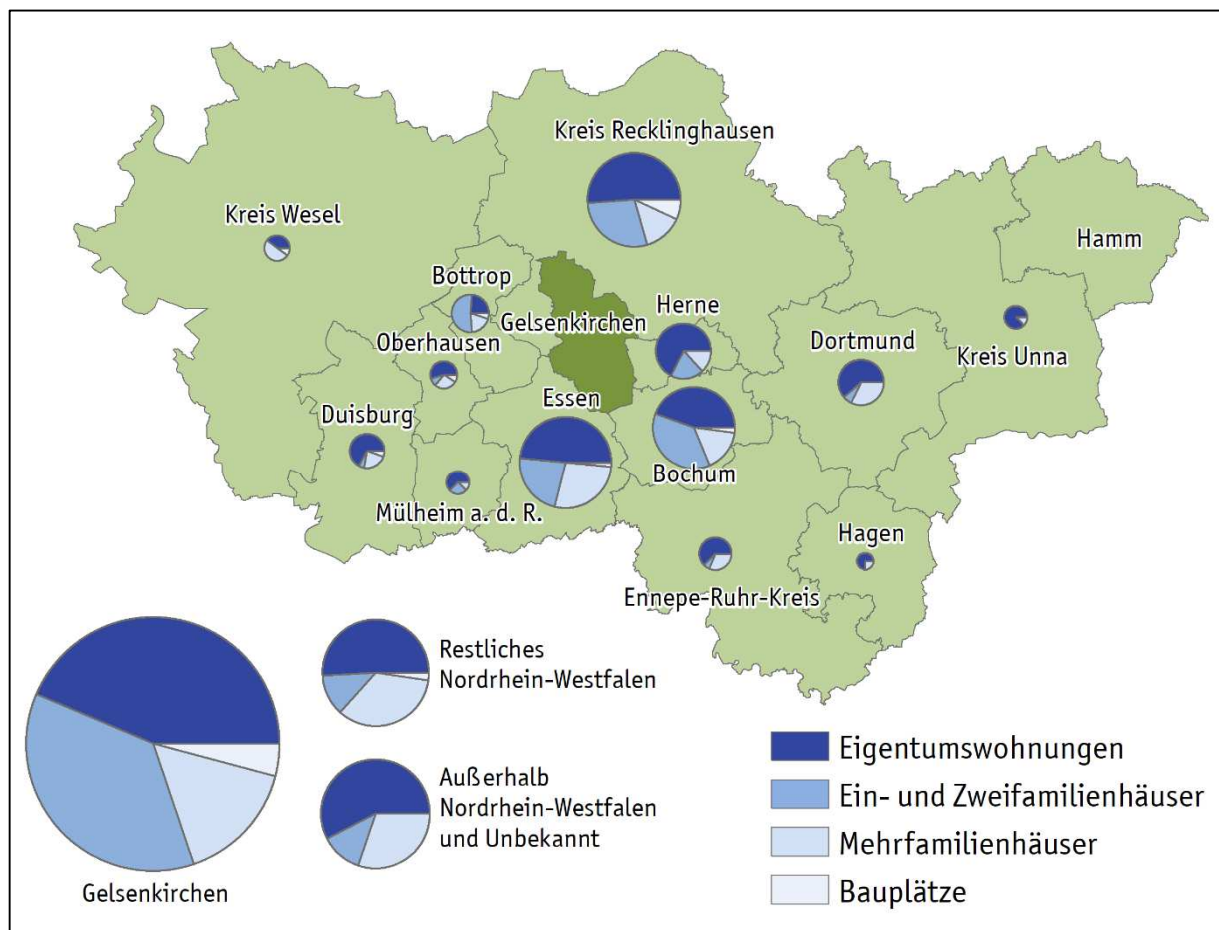 Kreis Recklinghausen
Kreis Wesel
Hamm
Bottrop
Gelsenkirchen
Herne
Oberhausen
Dortmund
Kreis Unna
Essen
Duisburg
Bochum
Mülheim a. d. R.
Hagen
Ennepe-Ruhr-Kreis
Restliches
Nordrhein-Westfalen
Außerhalb
Nordrhein-Westfalen
und Unbekannt
Gelsenkirchen
Eigentumswohnungen
Ein- und Zweifamilienhäuser
Mehrfamilienhäuser
Bauplätze